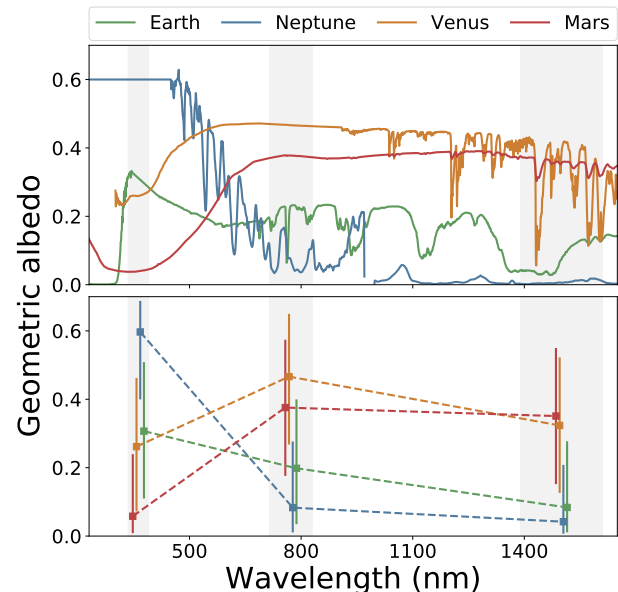 Earth Neptune Venus Mars
0.6
0.4
0.2
0.0
Geometric albedo
0.6
0.4
0.2
0.0
500 800 1100 1400
Wavelength (nm)